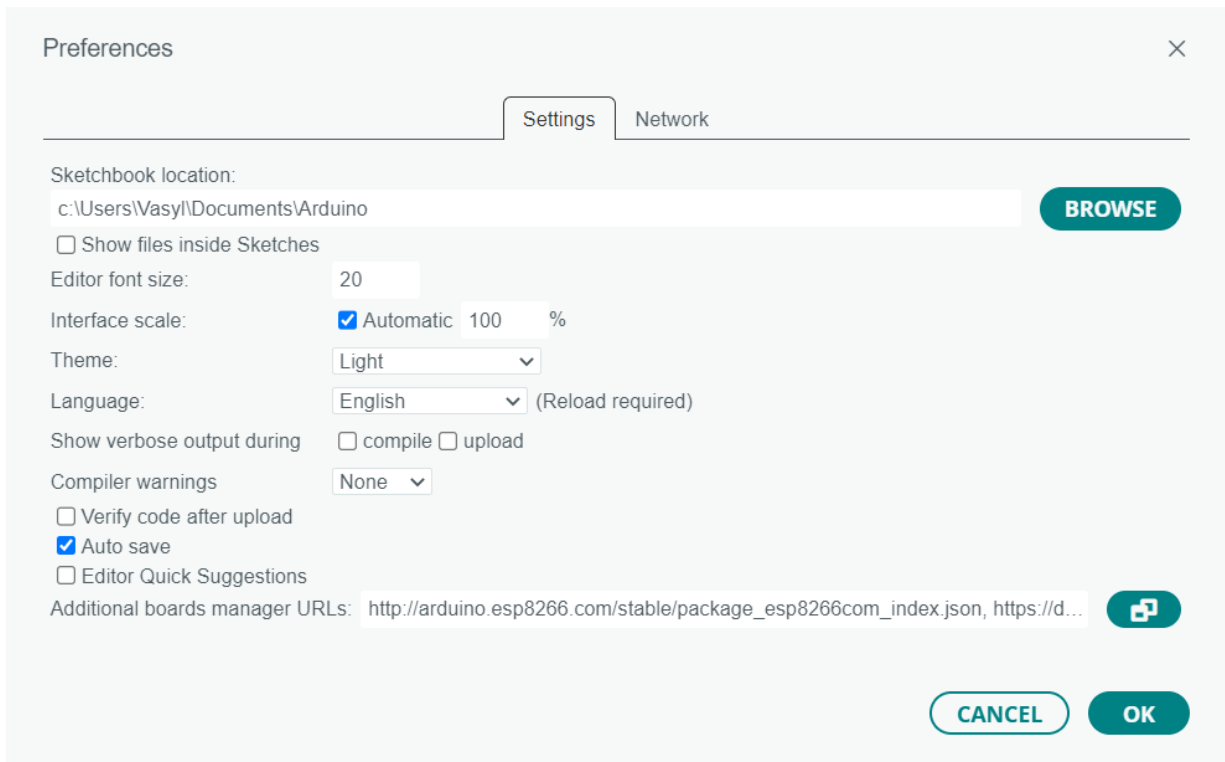 Preferences
Settings Network
Sketchbook location:
c:\Users\Vasyl\Documents\Arduino BROWSE
Show files inside Sketches
Editor font size: 20
Interface scale: Automatic 100 %
Theme: Light
Language: English (Reload required)
Show verbose output during compile upload
Compiler warnings None
Verify code after upload
Auto save
Editor Quick Suggestions
Additional boards manager URLs: http://arduino.esp8266.com/stable/package_esp8266com_index.json, https://d...
CANCEL OK